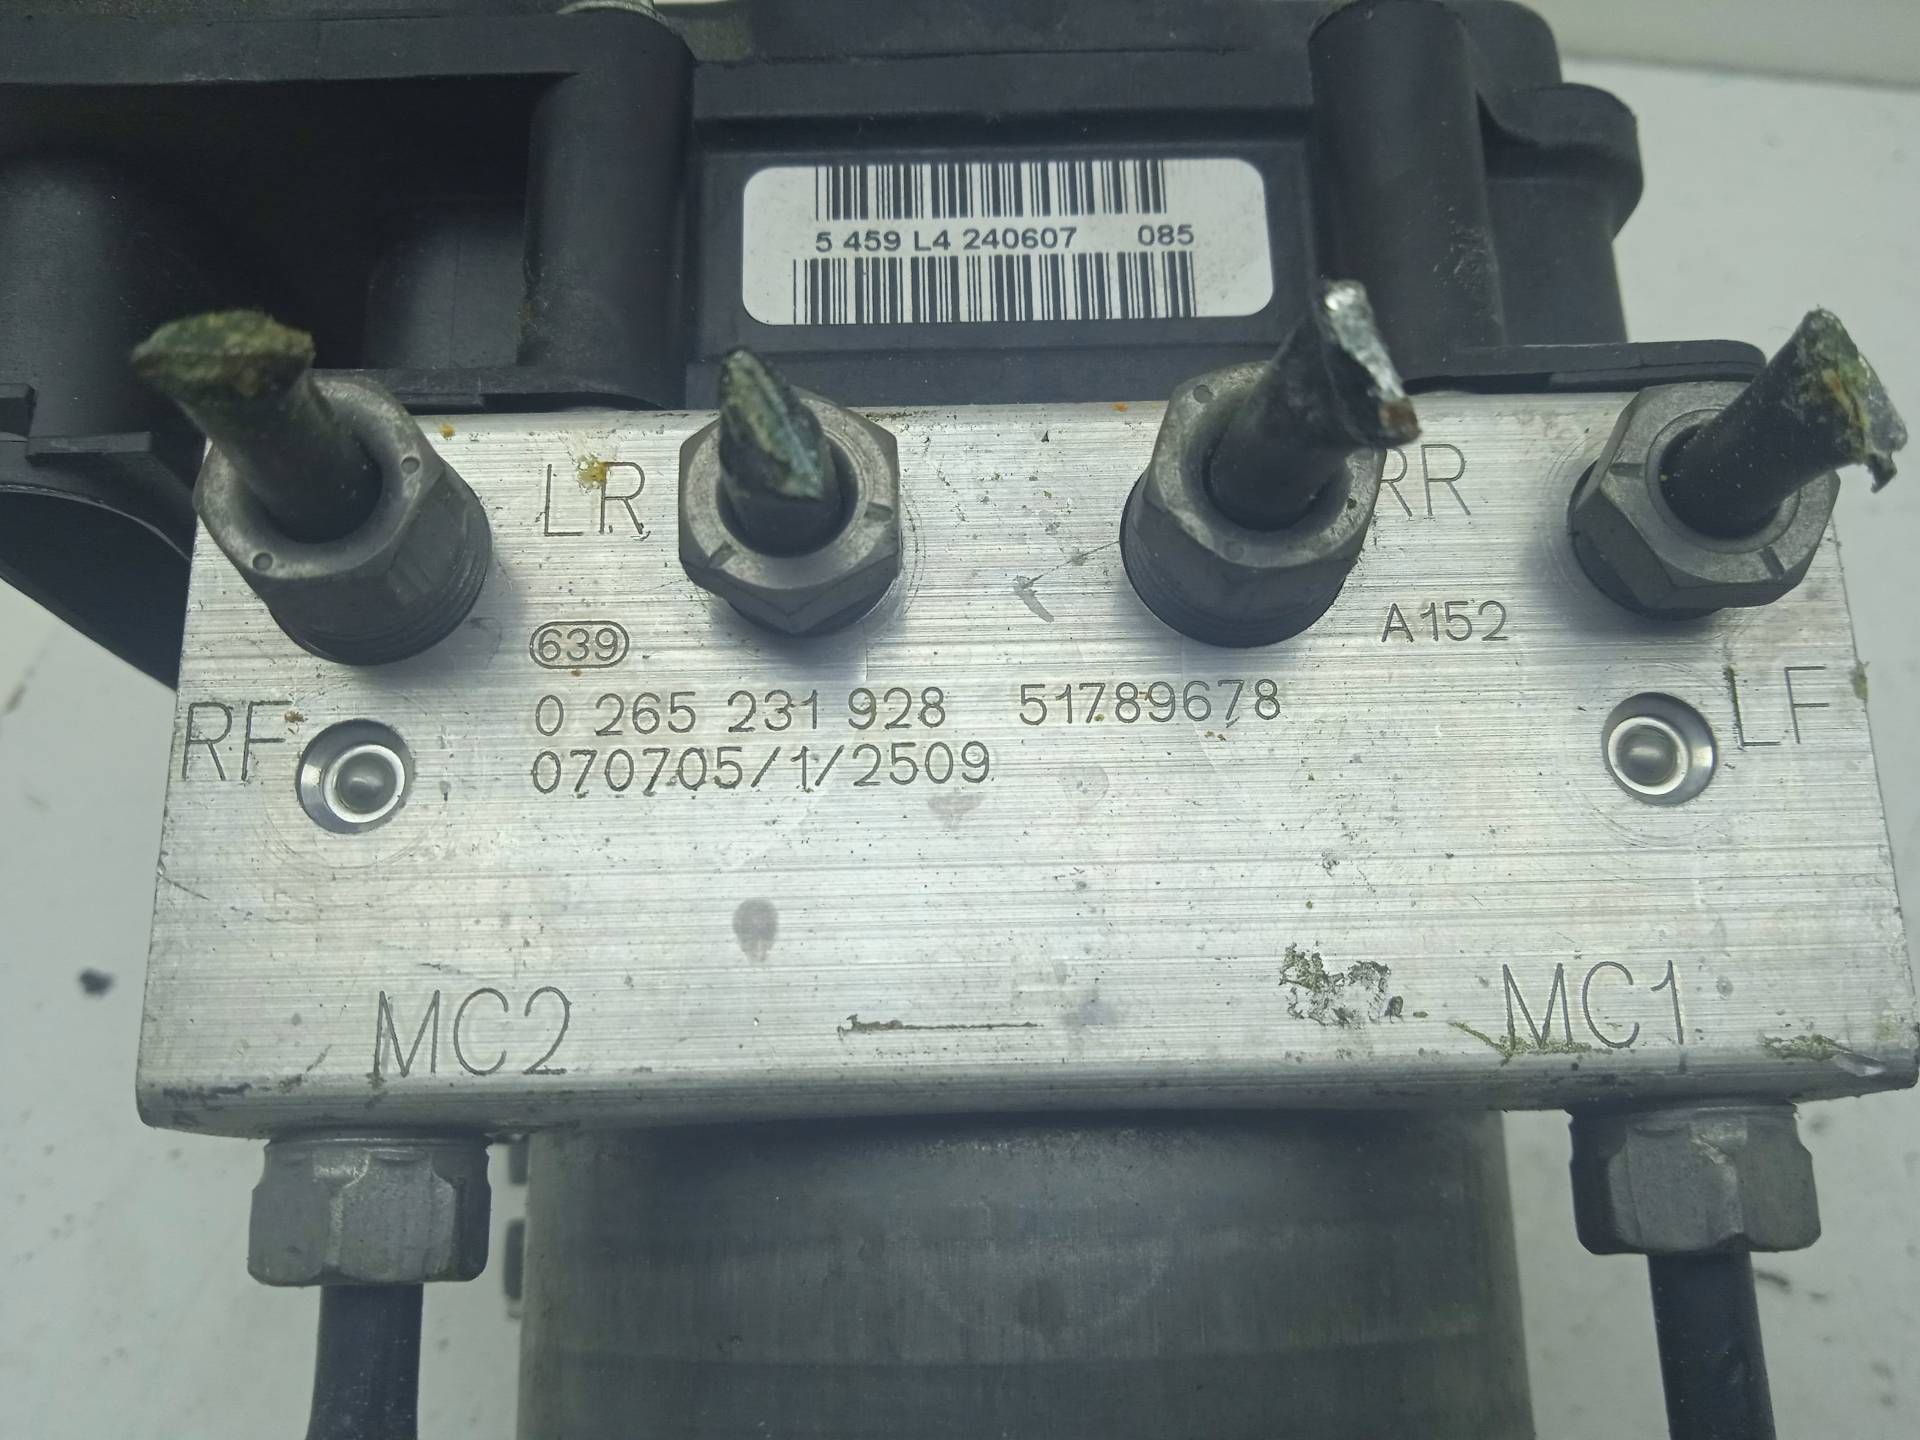 5 459 L4 240607 085
LR
RR
639
A152
RF
0 265 231 928 51789678
LF
070705/1/2509
MC2
MC1